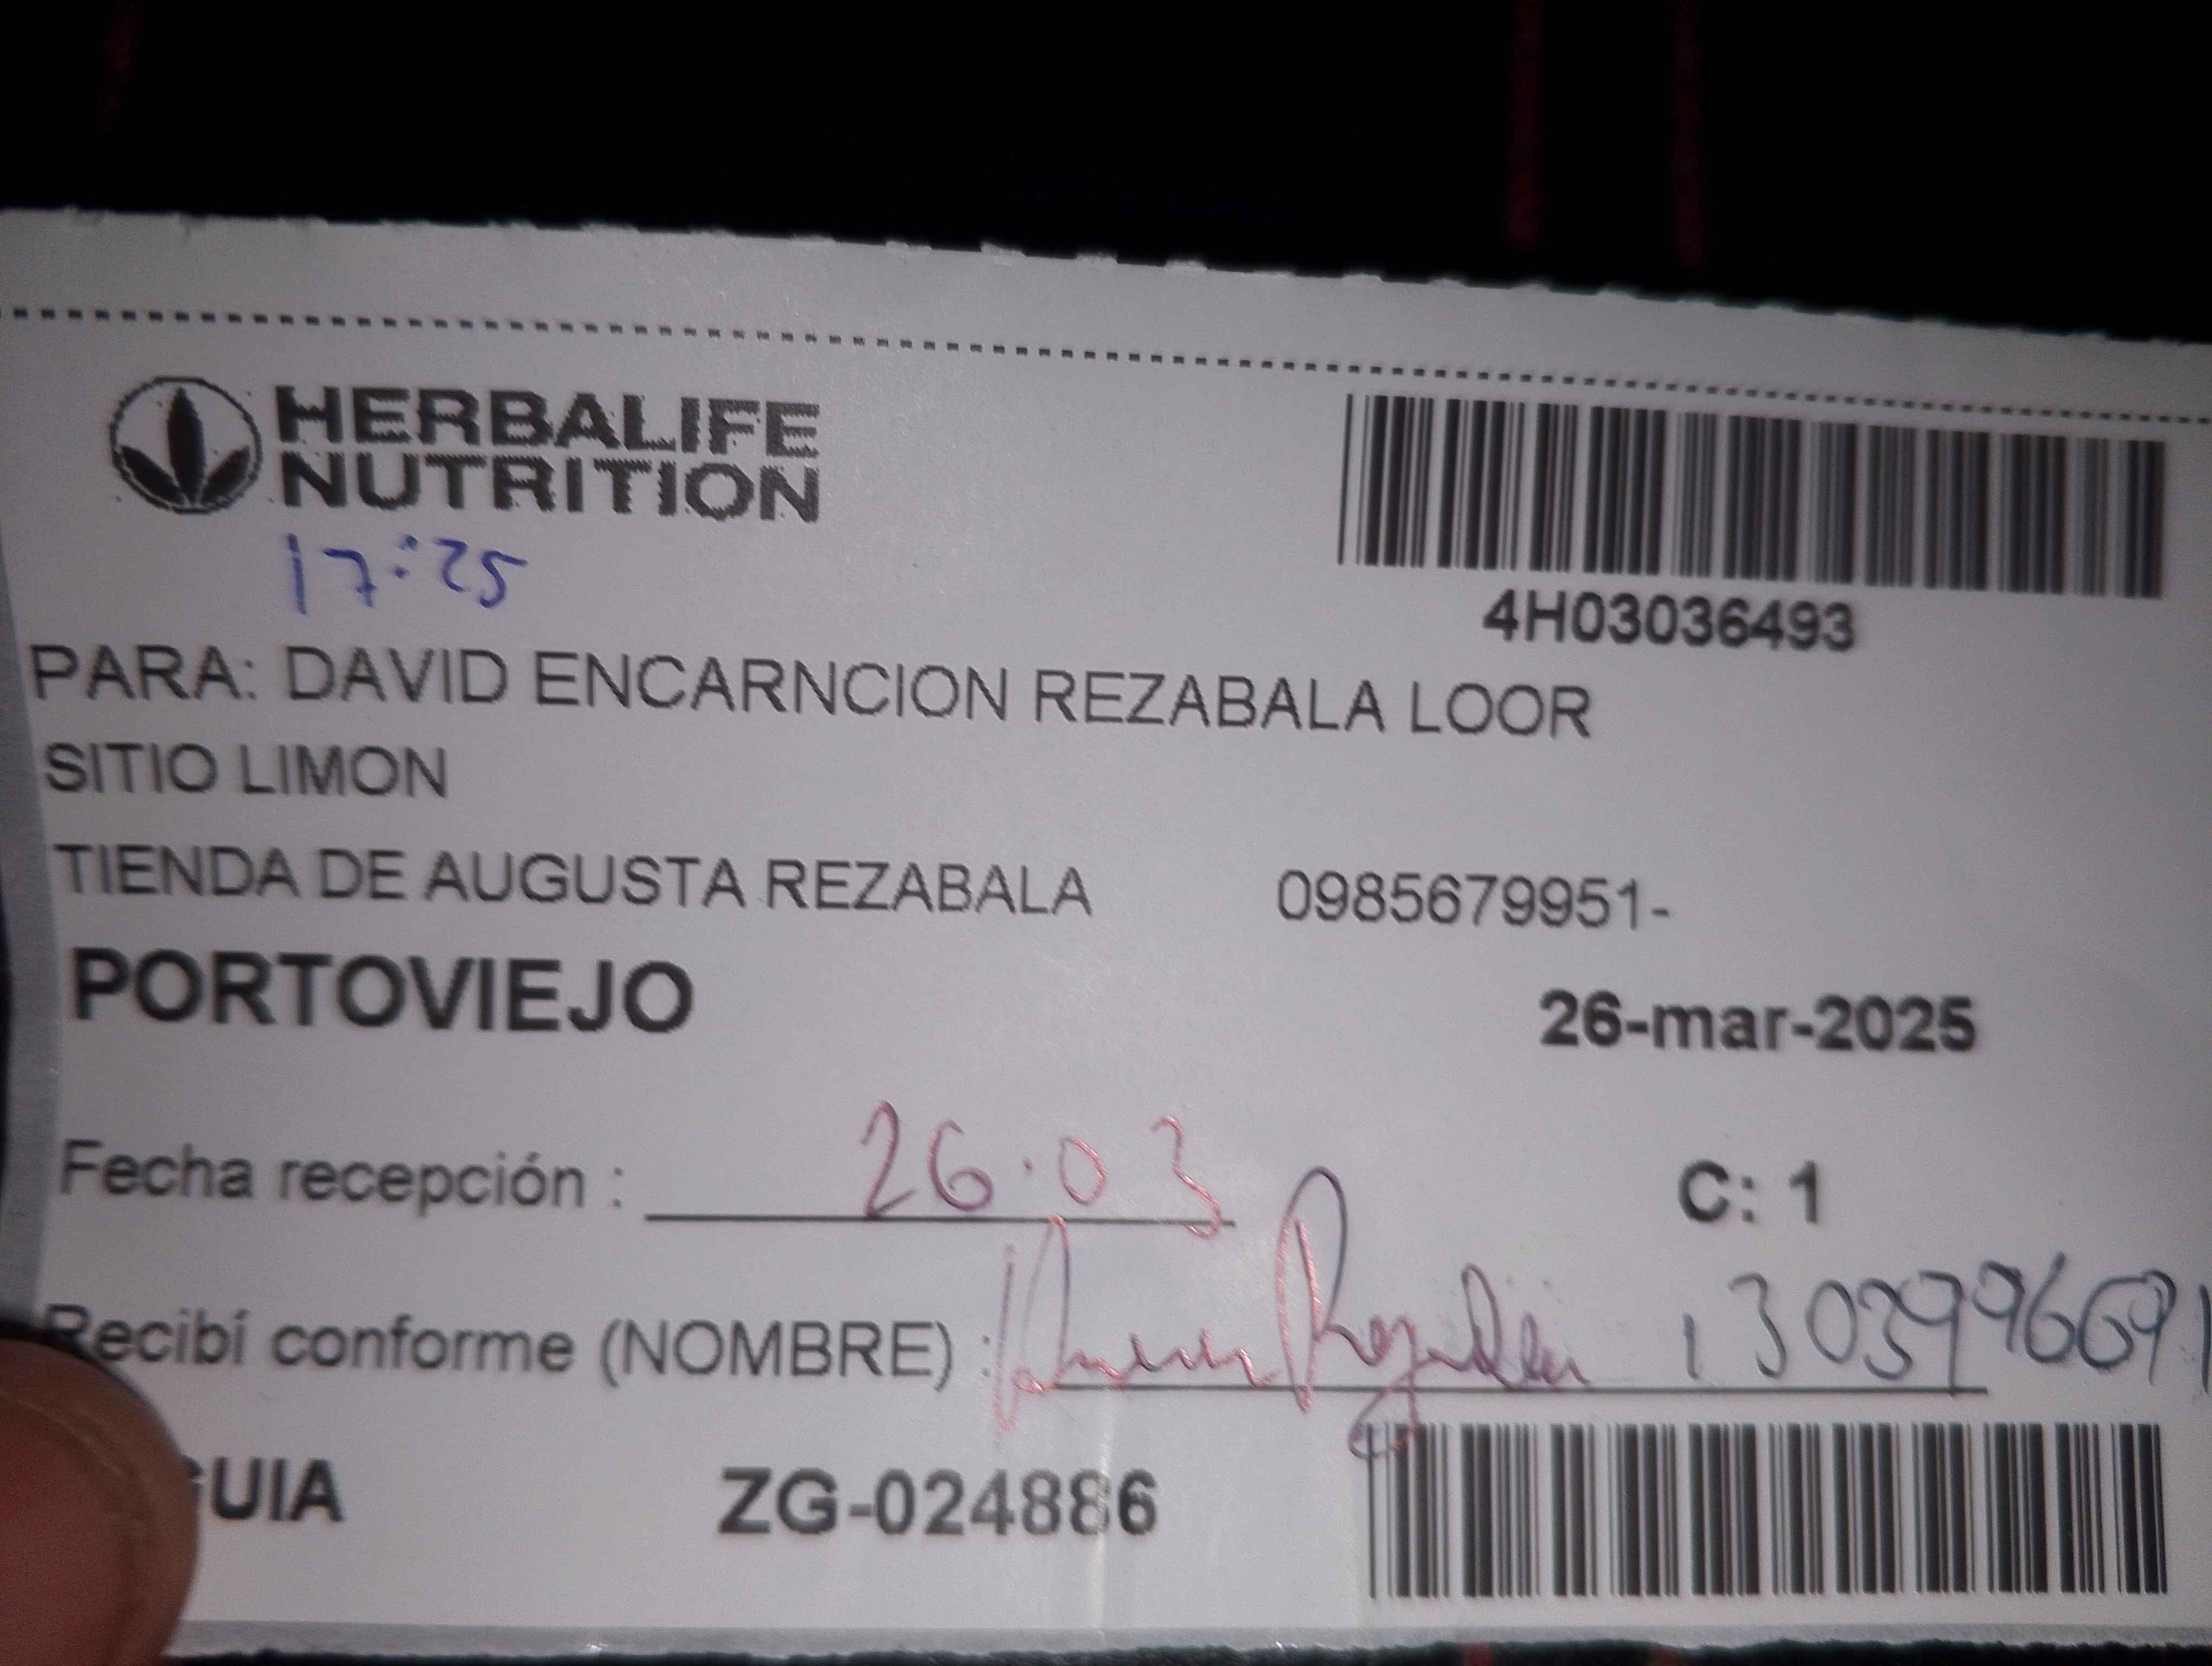 HERBALIFE
NUTRITION
17:25
4H03036493
PARA: DAVID ENCARNCION REZABALA LOOR
SITIO LIMON
TIENDA DE AUGUSTA REZABALA 0985679951-
PORTOVIEJO
26-mar-2025
Fecha recepción : 26.03
C: 1
Recibí conforme (NOMBRE) : 1303996691
GUIA ZG-024886